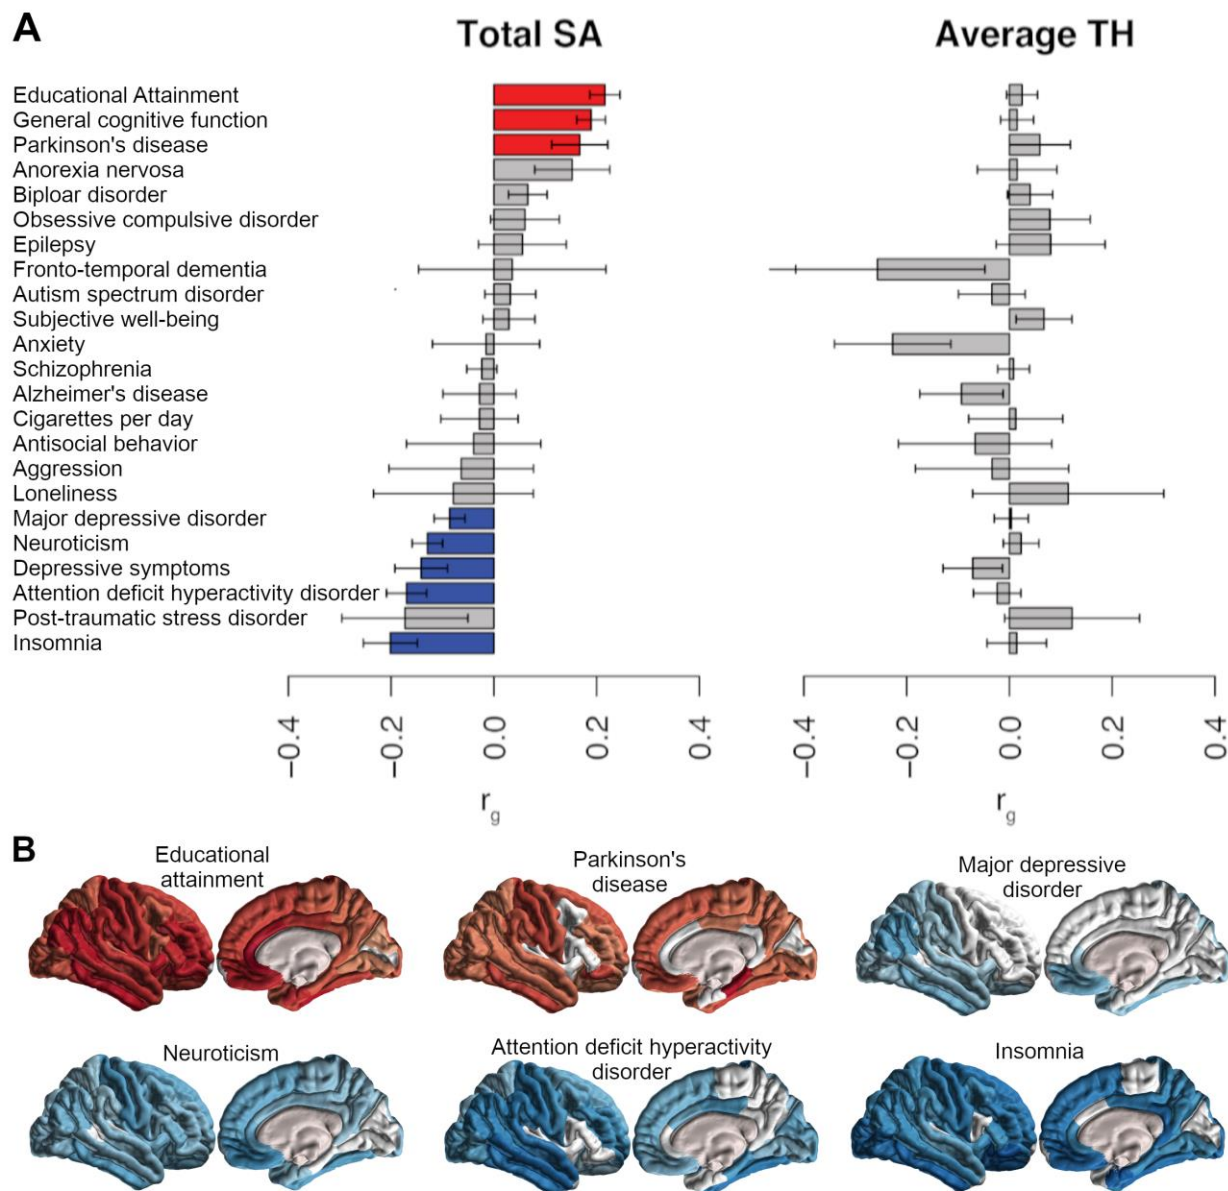 A
Total SA
Average TH
Educational Attainment
General cognitive function
Parkinson's disease
Anorexia nervosa
Biploar disorder
Obsessive compulsive disorder
Epilepsy
Fronto-temporal dementia
Autism spectrum disorder
Subjective well-being
Anxiety
Schizophrenia
Alzheimer's disease
Cigarettes per day
Antisocial behavior
Aggression
Loneliness
Major depressive disorder
Neuroticism
Depressive symptoms
Attention deficit hyperactivity disorder
Post-traumatic stress disorder
Insomnia
−0.4 −0.2 0.0 0.2 0.4
−0.4 −0.2 0.0 0.2 0.4
rg
rg
B
Educational
attainment
Parkinson's
disease
Major depressive
disorder
Neuroticism
Attention deficit hyperactivity
disorder
Insomnia